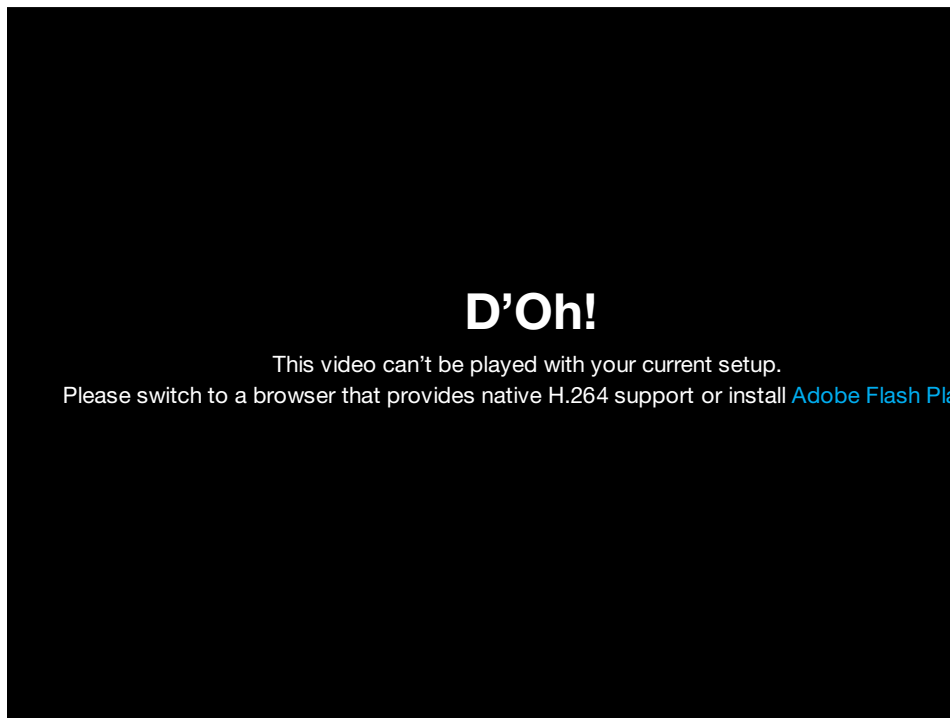 D’Oh!
This video can’t be played with your current setup.
Please switch to a browser that provides native H.264 support or install Adobe Flash Pla